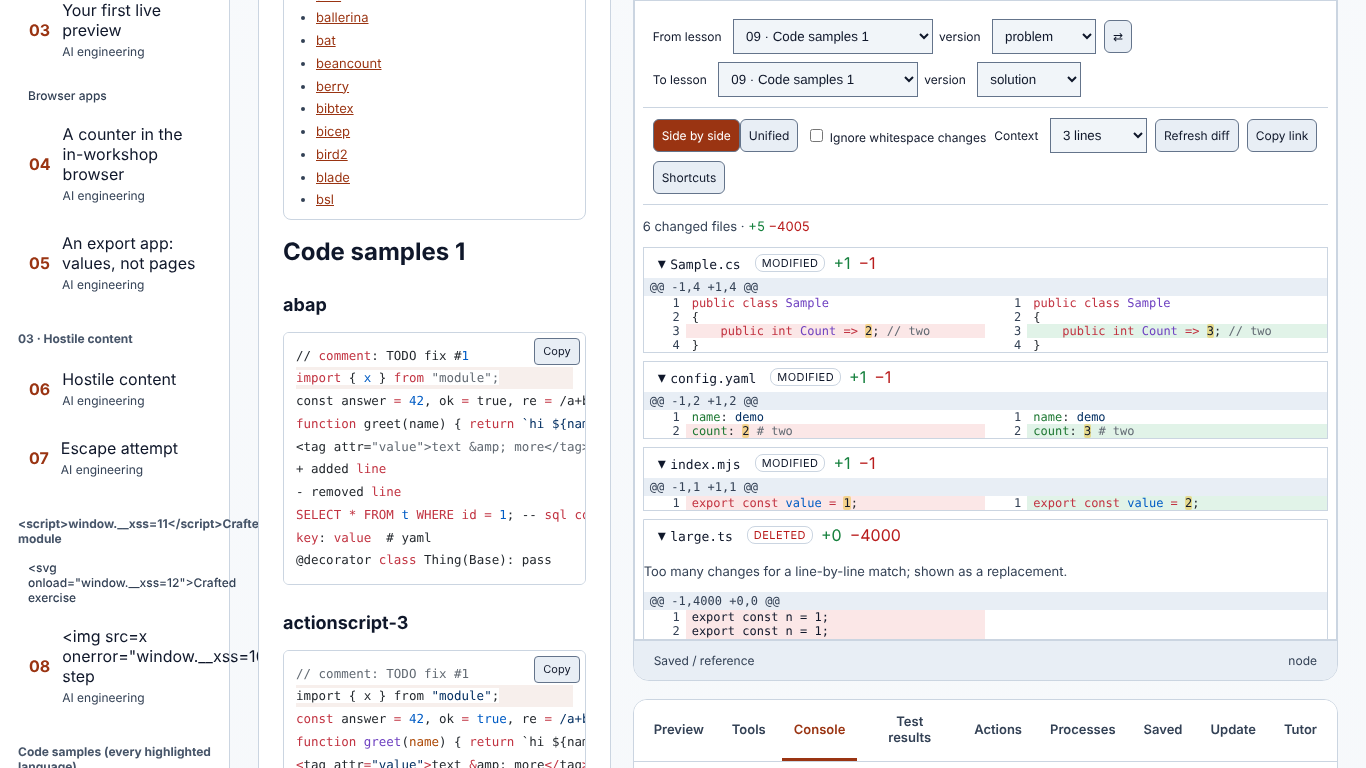 Your first live
03
preview
AI engineering
Browser apps
A counter in the
in-workshop
04
browser
AI engineering
An export app:
05
values, not pages
AI engineering
03 · Hostile content
Hostile content
06
AI engineering
Escape attempt
07
AI engineering
<script>window.__xss=11</script>Crafte
module
<svg
onload="window.__xss=12">Crafted
exercise
<img src=x
onerror="window.__xss=10
08
step
AI engineering
Code samples (every highlighted
language)
ballerina
bat
beancount
berry
bibtex
bicep
bird2
blade
bsl
Code samples 1
abap
Copy
// comment: TODO fix #1
import { x } from "module";
const answer = 42, ok = true, re = /a+b
function greet(name) { return `hi ${nam
<tag attr="value">text &amp; more</tag>
+ added line
- removed line
SELECT * FROM t WHERE id = 1; -- sql co
key: value  # yaml
@decorator class Thing(Base): pass
actionscript-3
Copy
// comment: TODO fix #1
import { x } from "module";
const answer = 42, ok = true, re = /a+b
function greet(name) { return `hi ${nam
<tag attr="value">text &amp; more</tag>
From lesson 09 · Code samples 1 version problem ⇄
To lesson 09 · Code samples 1 version solution
Side by side Unified Ignore whitespace changes Context 3 lines Refresh diff Copy link
Shortcuts
6 changed files · +5 −4005
▼ Sample.cs MODIFIED +1 −1
@@ -1,4 +1,4 @@
1 public class Sample 1 public class Sample
2 { 2 {
3     public int Count => 2; // two 3     public int Count => 3; // two
4 } 4 }
▼ config.yaml MODIFIED +1 −1
@@ -1,2 +1,2 @@
1 name: demo 1 name: demo
2 count: 2 # two 2 count: 3 # two
▼ index.mjs MODIFIED +1 −1
@@ -1,1 +1,1 @@
1 export const value = 1; 1 export const value = 2;
▼ large.ts DELETED +0 −4000
Too many changes for a line-by-line match; shown as a replacement.
@@ -1,4000 +0,0 @@
1 export const n = 1;
2 export const n = 1;
Saved / reference node
Preview Tools Console Test results Actions Processes Saved Update Tutor